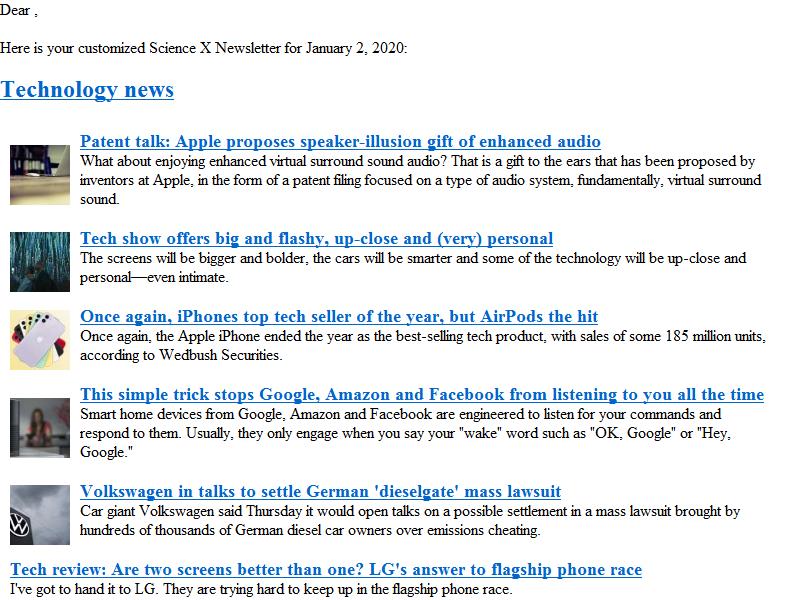 Dear ,
Here is your customized Science X Newsletter for January 2, 2020:
Technology news
Patent talk: Apple proposes speaker-illusion gift of enhanced audio
What about enjoying enhanced virtual surround sound audio? That is a gift to the ears that has been proposed by
inventors at Apple, in the form of a patent filing focused on a type of audio system, fundamentally, virtual surround
sound.
Tech show offers big and flashy, up-close and (very) personal
The screens will be bigger and bolder, the cars will be smarter and some of the technology will be up-close and
personal—even intimate.
Once again, iPhones top tech seller of the year, but AirPods the hit
Once again, the Apple iPhone ended the year as the best-selling tech product, with sales of some 185 million units,
according to Wedbush Securities.
This simple trick stops Google, Amazon and Facebook from listening to you all the time
Smart home devices from Google, Amazon and Facebook are engineered to listen for your commands and
respond to them. Usually, they only engage when you say your "wake" word such as "OK, Google" or "Hey,
Google."
Volkswagen in talks to settle German 'dieselgate' mass lawsuit
Car giant Volkswagen said Thursday it would open talks on a possible settlement in a mass lawsuit brought by
hundreds of thousands of German diesel car owners over emissions cheating.
Tech review: Are two screens better than one? LG's answer to flagship phone race
I've got to hand it to LG. They are trying hard to keep up in the flagship phone race.